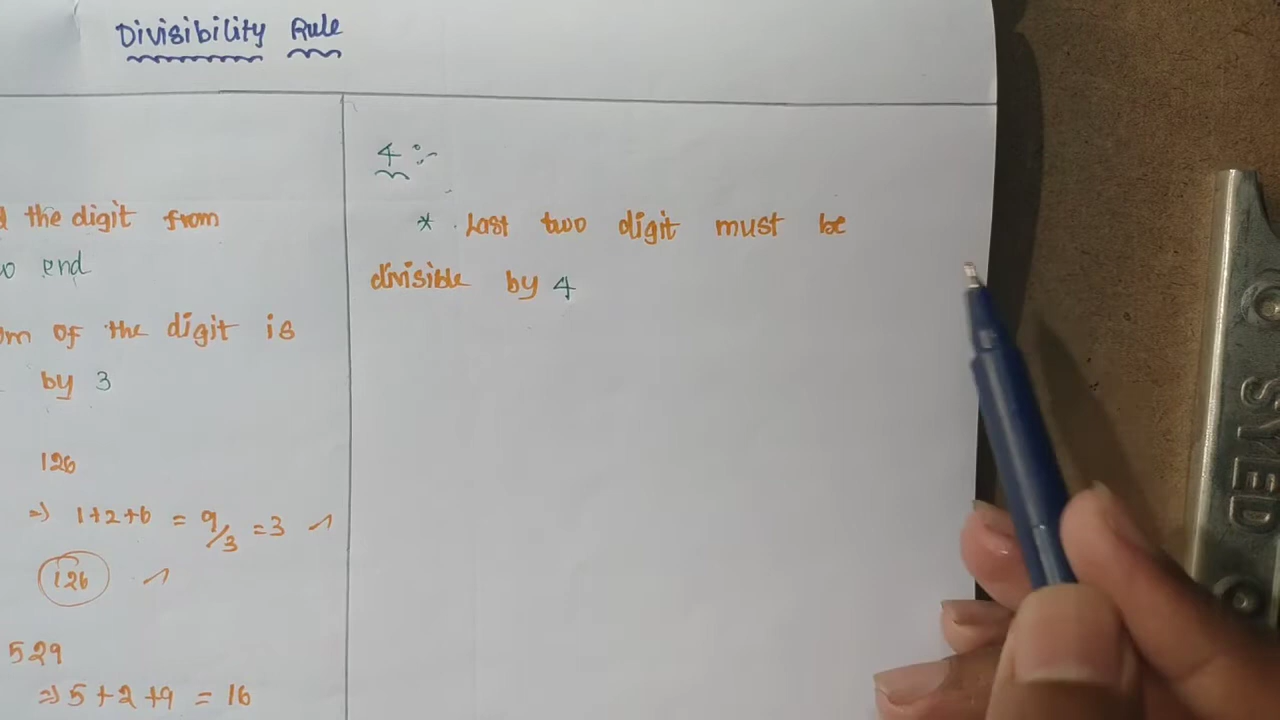 Divisibility Rule
the digit from
end
of the digit is
by 3
126
⇒ 1+2+6 = 9/3 = 3 ✓
126 ✓
529
⇒ 5+2+9 = 16
4 :-
* Last two digit must be
divisible by 4
SYED